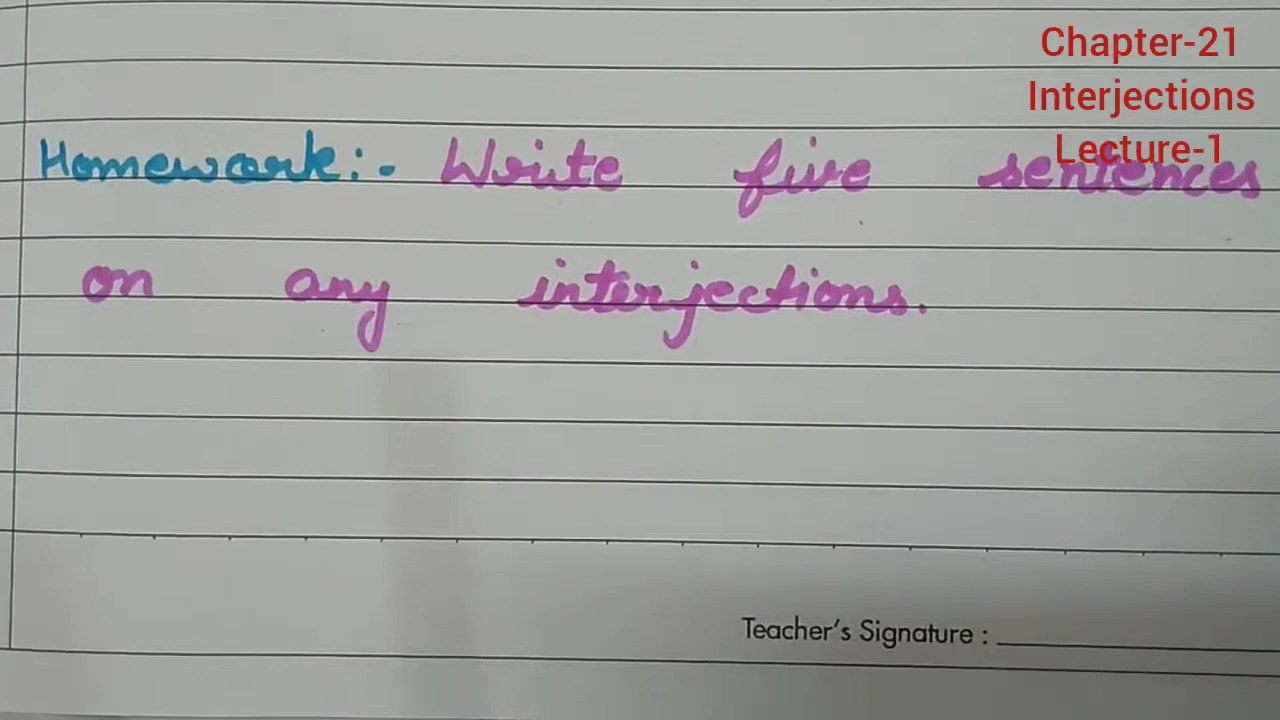 Chapter-21
Interjections
Lecture-1
Homework:- Write five sentences
on any interjections.
Teacher's Signature :